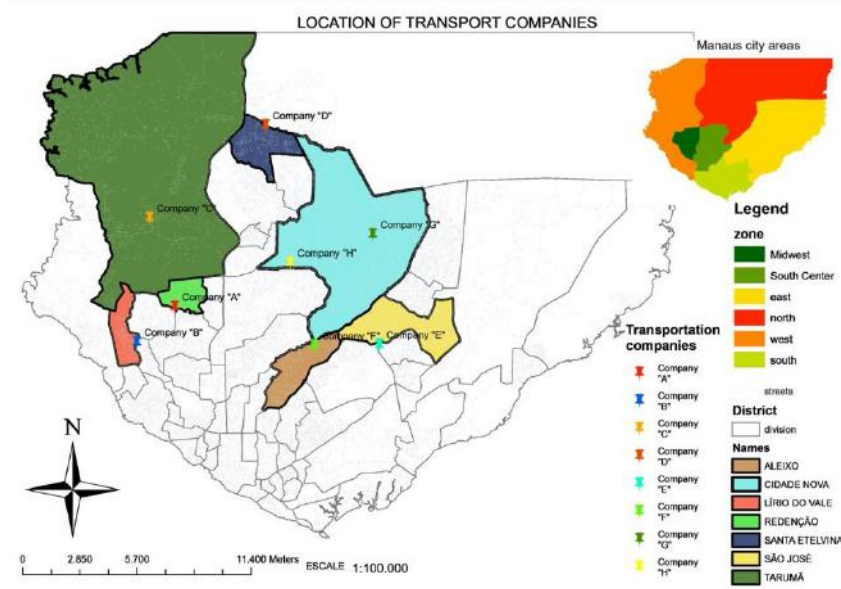 LOCATION OF TRANSPORT COMPANIES
Manaus city areas
Company "D"
Company "C"
Company "G"
Company "H"
Company "A"
Company "B"
Company "F"
Company "E"
Legend
zone
Midwest
South Center
east
north
west
south
streets
District
division
Names
ALEIXO
CIDADE NOVA
LÍRIO DO VALE
REDENÇÃO
SANTA ETELVINA
SÃO JOSÉ
TARUMÃ
Transportation
companies
Company
"A"
Company
"B"
Company
"C"
Company
"D"
Company
"E"
Company
"F"
Company
"G"
Company
"H"
N
0 2.850 5.700 11.400 Meters
ESCALE 1:100.000